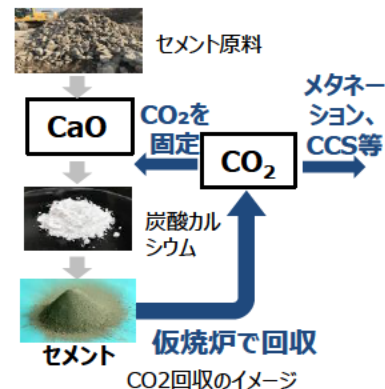 セメント原料
CaO
CO₂を
固定
CO₂
メタネー
ション、
CCS等
炭酸カル
シウム
セメント
仮焼炉で回収
CO2回収のイメージ